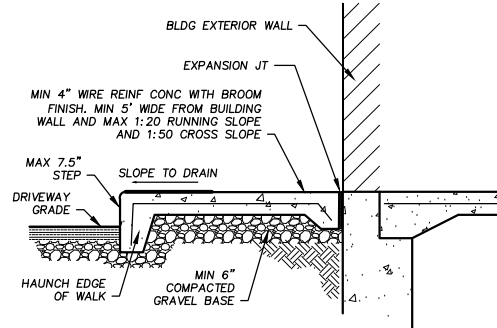 BLDG EXTERIOR WALL
EXPANSION JT
MIN 4" WIRE REINF CONC WITH BROOM
FINISH. MIN 5' WIDE FROM BUILDING
WALL AND MAX 1:20 RUNNING SLOPE
AND 1:50 CROSS SLOPE
MAX 7.5"
STEP
SLOPE TO DRAIN
DRIVEWAY
GRADE
HAUNCH EDGE
OF WALK
MIN 6"
COMPACTED
GRAVEL BASE